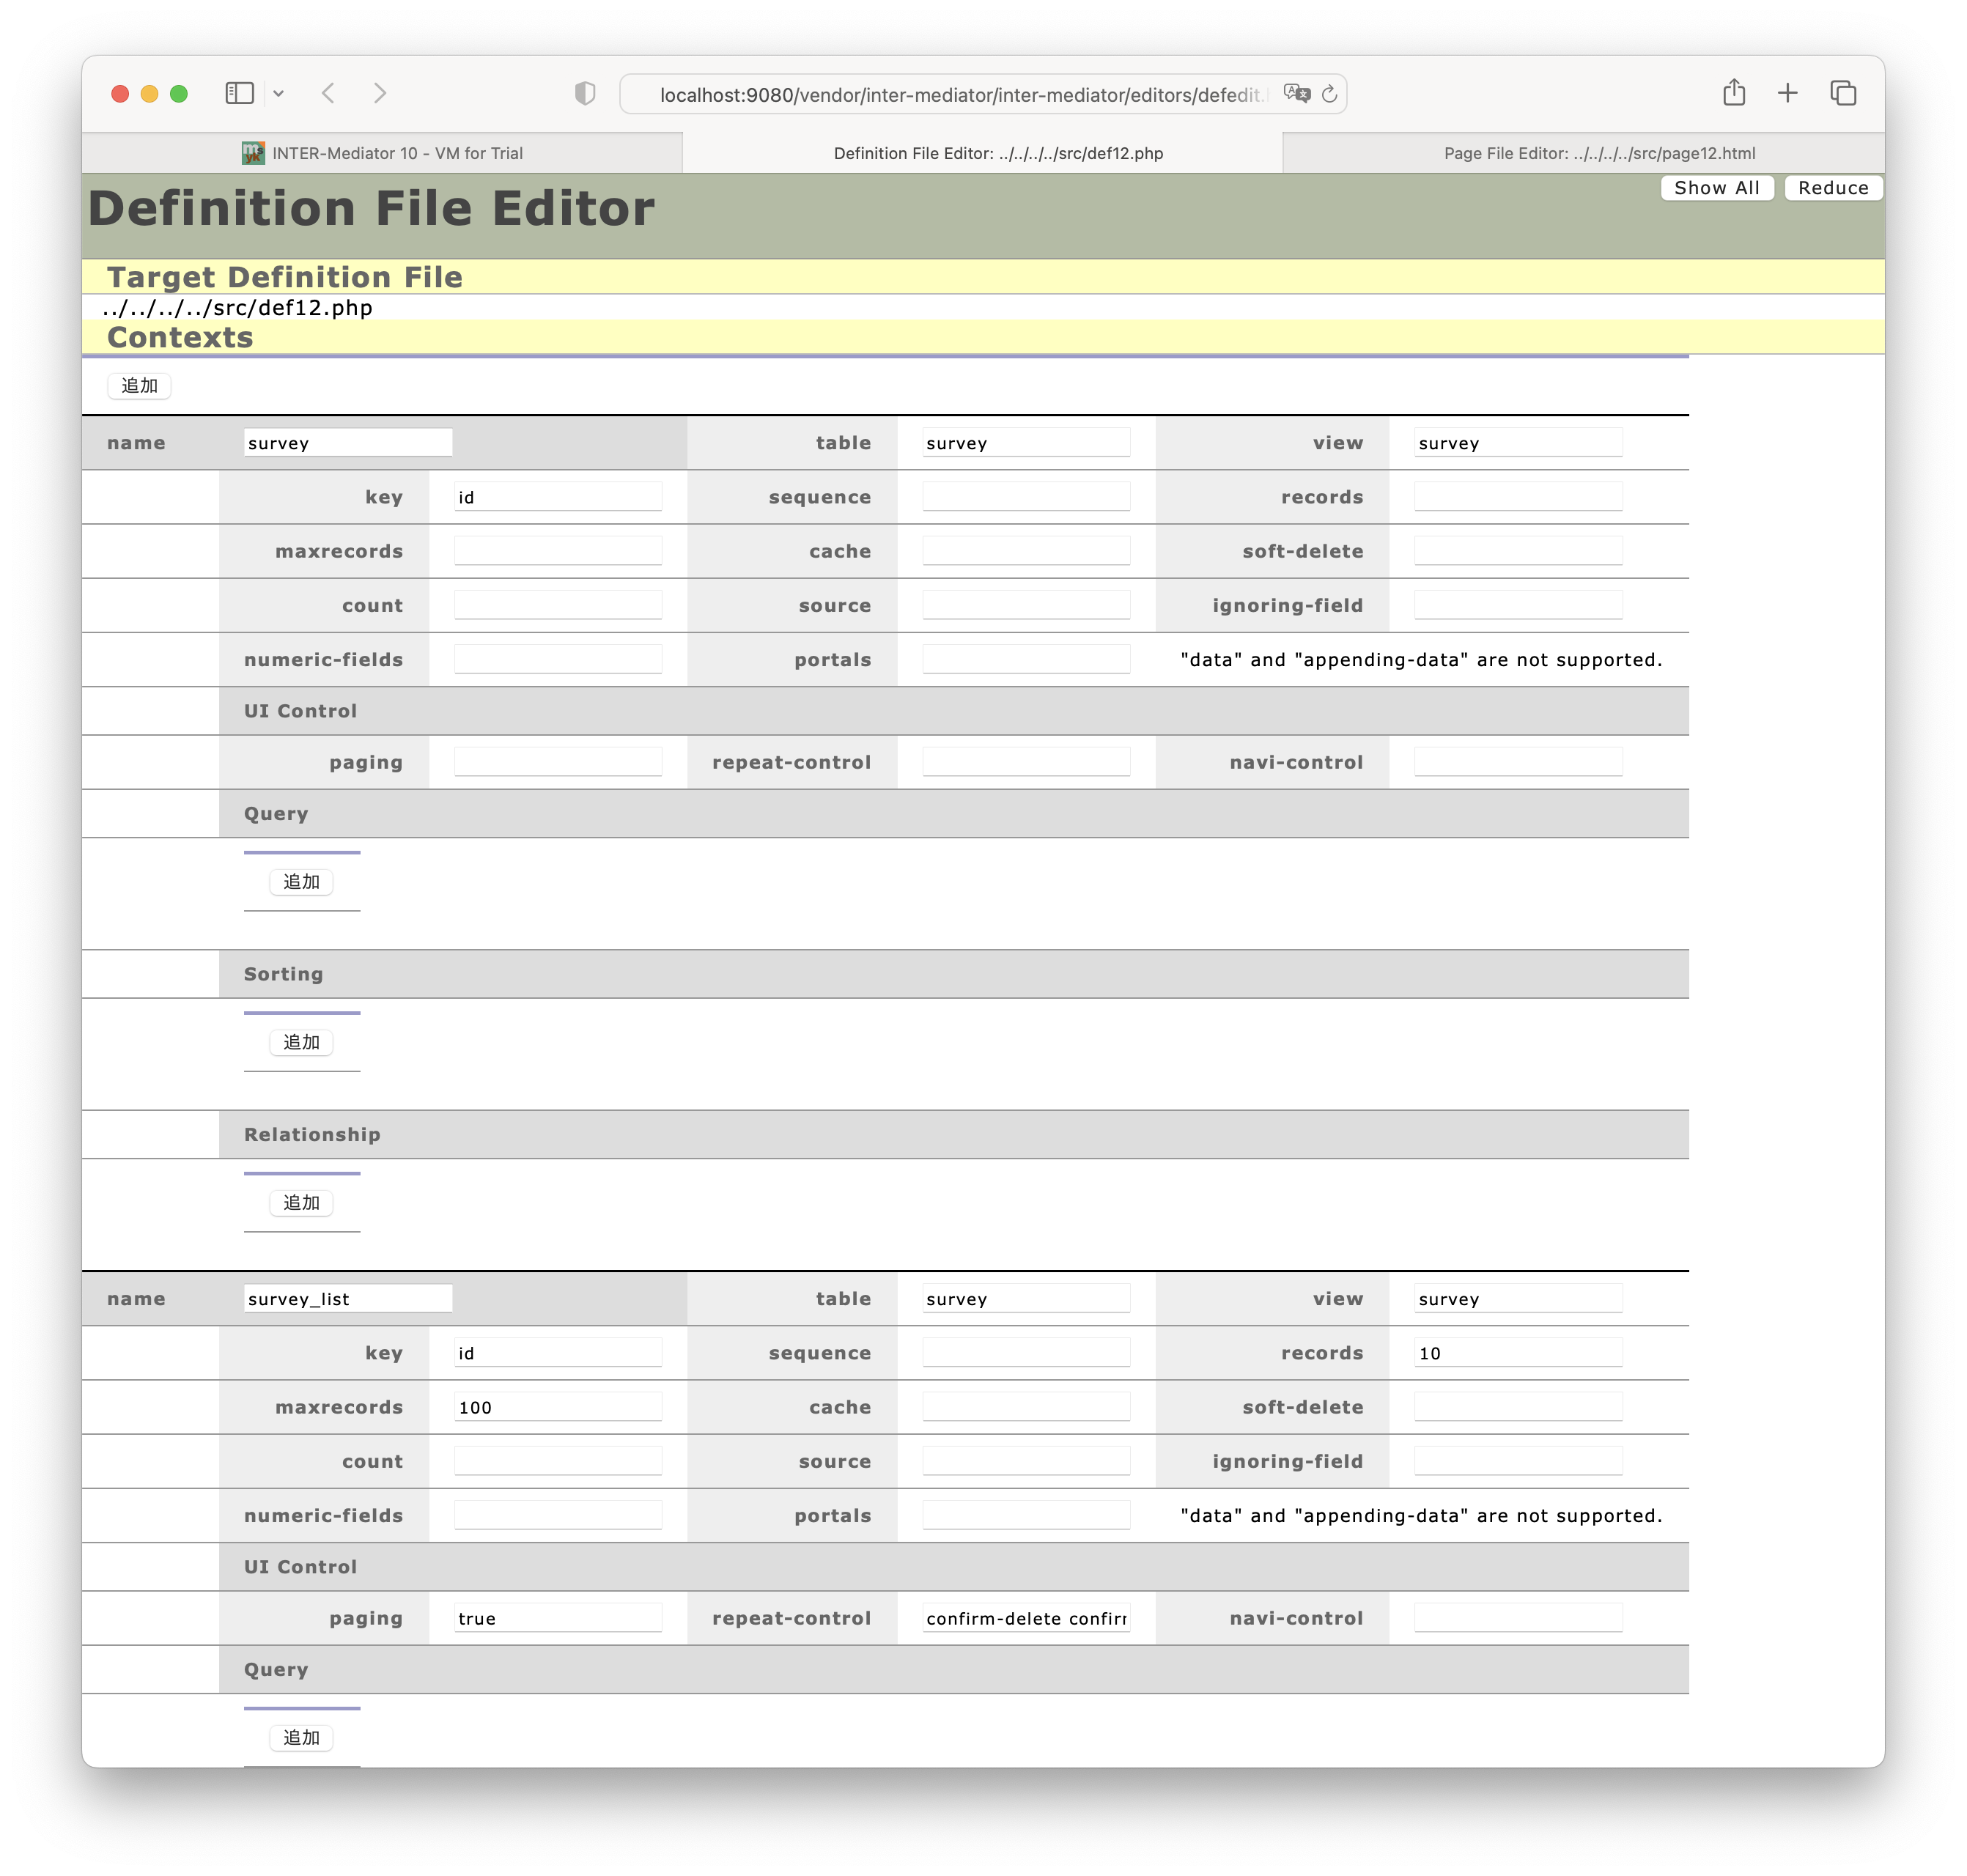 localhost:9080/vendor/inter-mediator/inter-mediator/editors/defedit.
INTER-Mediator 10 - VM for Trial
Definition File Editor: ../../../../src/def12.php
Page File Editor: ../../../../src/page12.html
Show All Reduce
Definition File Editor
Target Definition File
../../../../src/def12.php
Contexts
追加
name survey table survey view survey
key id sequence records
maxrecords cache soft-delete
count source ignoring-field
numeric-fields portals "data" and "appending-data" are not supported.
UI Control
paging repeat-control navi-control
Query
追加
Sorting
追加
Relationship
追加
name survey_list table survey view survey
key id sequence records 10
maxrecords 100 cache soft-delete
count source ignoring-field
numeric-fields portals "data" and "appending-data" are not supported.
UI Control
paging true repeat-control confirm-delete navi-control
Query
追加